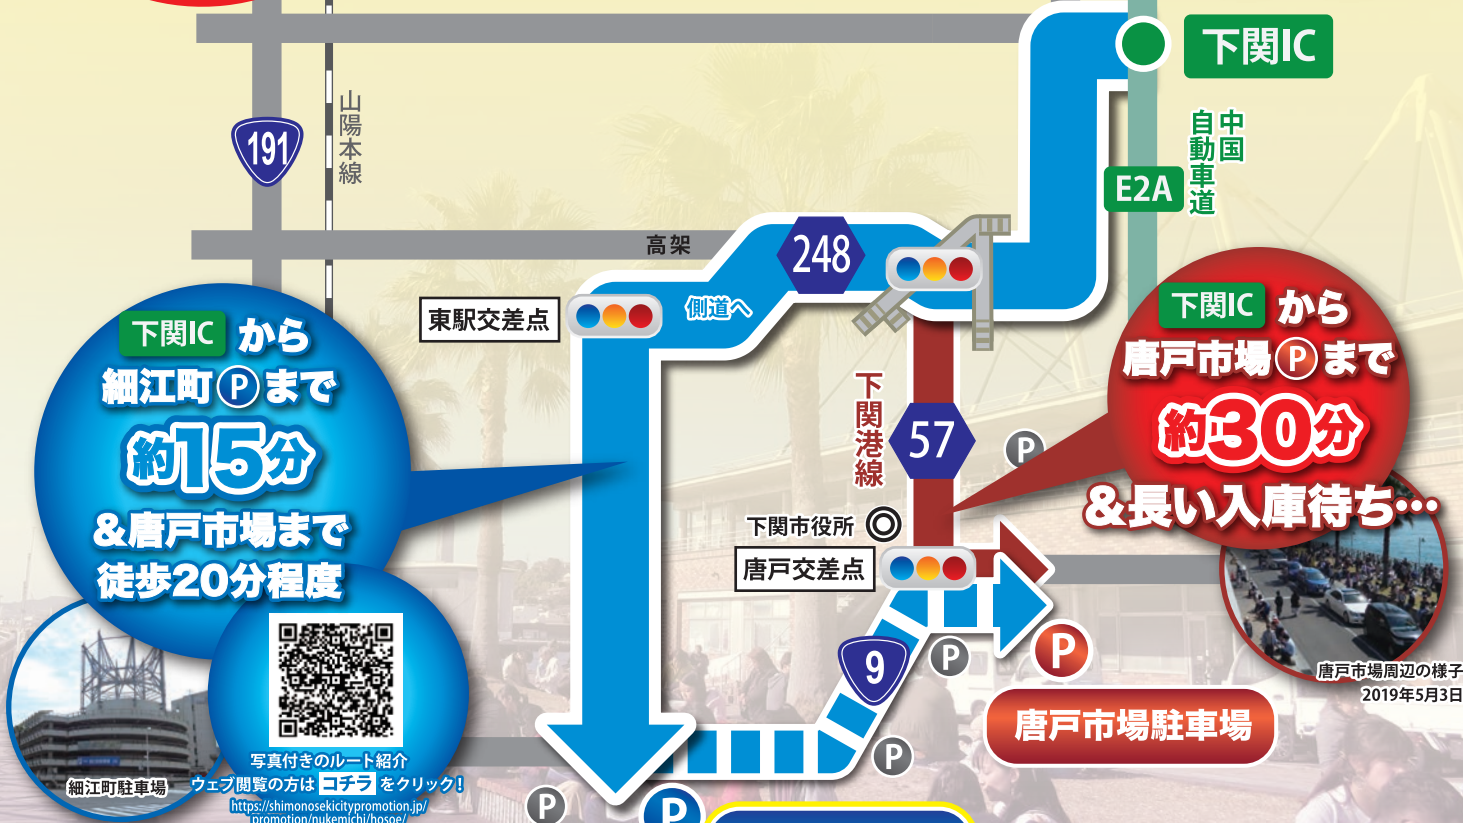 下関IC
191
山陽本線
中国
自動車道
E2A
高架
248
側道へ
東駅交差点
下関IC から
細江町Pまで
約15分
&唐戸市場まで
徒歩20分程度
下関IC から
唐戸市場Pまで
約30分
&長い入庫待ち…
下関港線
57
P
下関市役所
唐戸交差点
9
P
P
唐戸市場駐車場
唐戸市場周辺の様子
2019年5月3日
P
細江町駐車場
写真付きのルート紹介
ウェブ閲覧の方は コチラ をクリック!
https://shimonosekicitypromotion.jp/
promotion/nukemichi/hosoe/
P
P